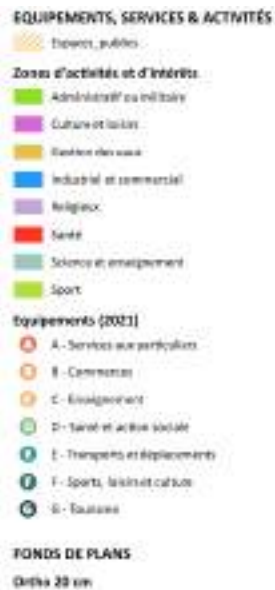 EQUIPEMENTS, SERVICES & ACTIVITÉS
Espaces_publics
Zones d'activités et d'intérêts
Administratif ou militaire
Culture et loisirs
Gestion des eaux
Industriel et commercial
Religieux
Santé
Science et enseignement
Sport
Equipements (2021)
A - Services aux particuliers
B - Commerces
C - Enseignement
D - Santé et action sociale
E - Transports et déplacements
F - Sports, loisirs et culture
G - Tourisme
FONDS DE PLANS
Ortho 20 cm